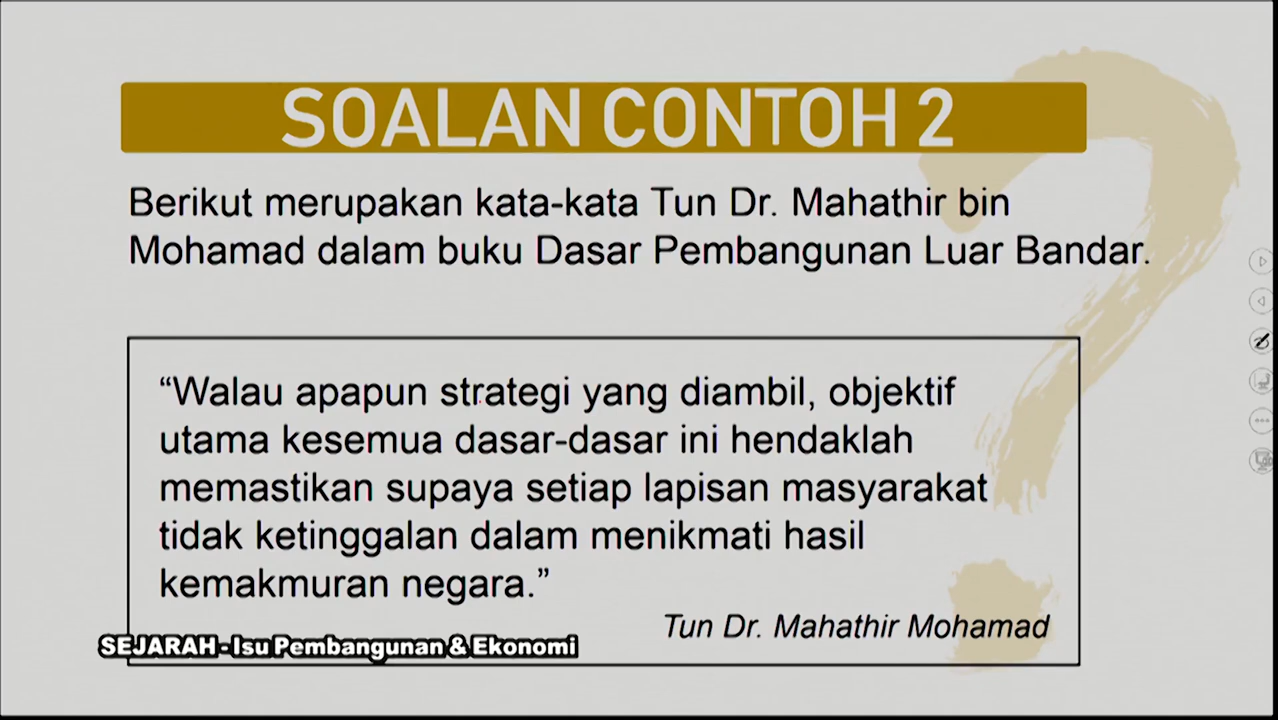 SOALAN CONTOH 2
Berikut merupakan kata-kata Tun Dr. Mahathir bin
Mohamad dalam buku Dasar Pembangunan Luar Bandar.
“Walau apapun strategi yang diambil, objektif
utama kesemua dasar-dasar ini hendaklah
memastikan supaya setiap lapisan masyarakat
tidak ketinggalan dalam menikmati hasil
kemakmuran negara.”
Tun Dr. Mahathir Mohamad
SEJARAH - Isu Pembangunan & Ekonomi